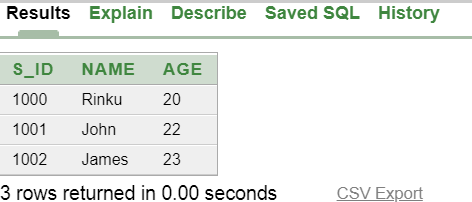 Results Explain Describe Saved SQL History
S_ID NAME AGE
1000 Rinku 20
1001 John 22
1002 James 23
3 rows returned in 0.00 seconds CSV Export